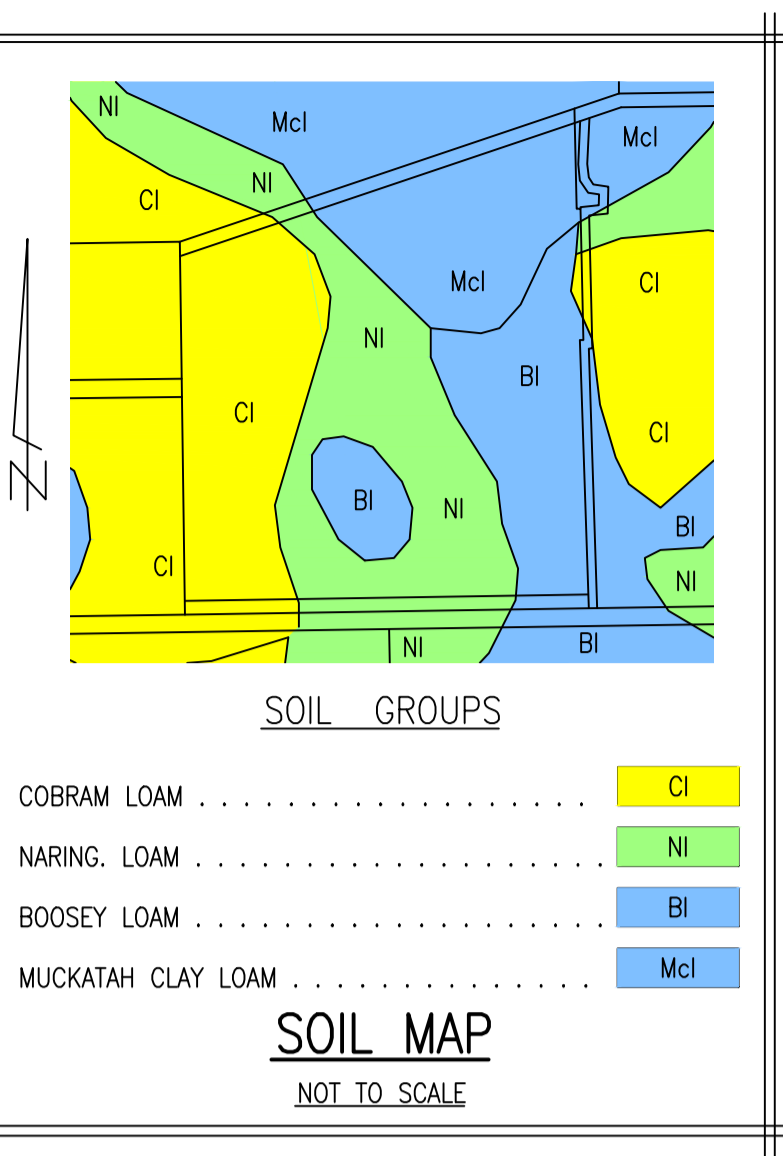 Nl
Mcl
Mcl
Nl
Cl
Mcl
Cl
Nl
Bl
Cl
Cl
Bl
Nl
Bl
Cl
Nl
Bl
Nl
N
SOIL GROUPS
COBRAM LOAM . . . . . . . . . . . . . . . . . . Cl
NARING. LOAM . . . . . . . . . . . . . . . . . . . Nl
BOOSEY LOAM . . . . . . . . . . . . . . . . . . . Bl
MUCKATAH CLAY LOAM . . . . . . . . . . . . . . Mcl
SOIL MAP
NOT TO SCALE